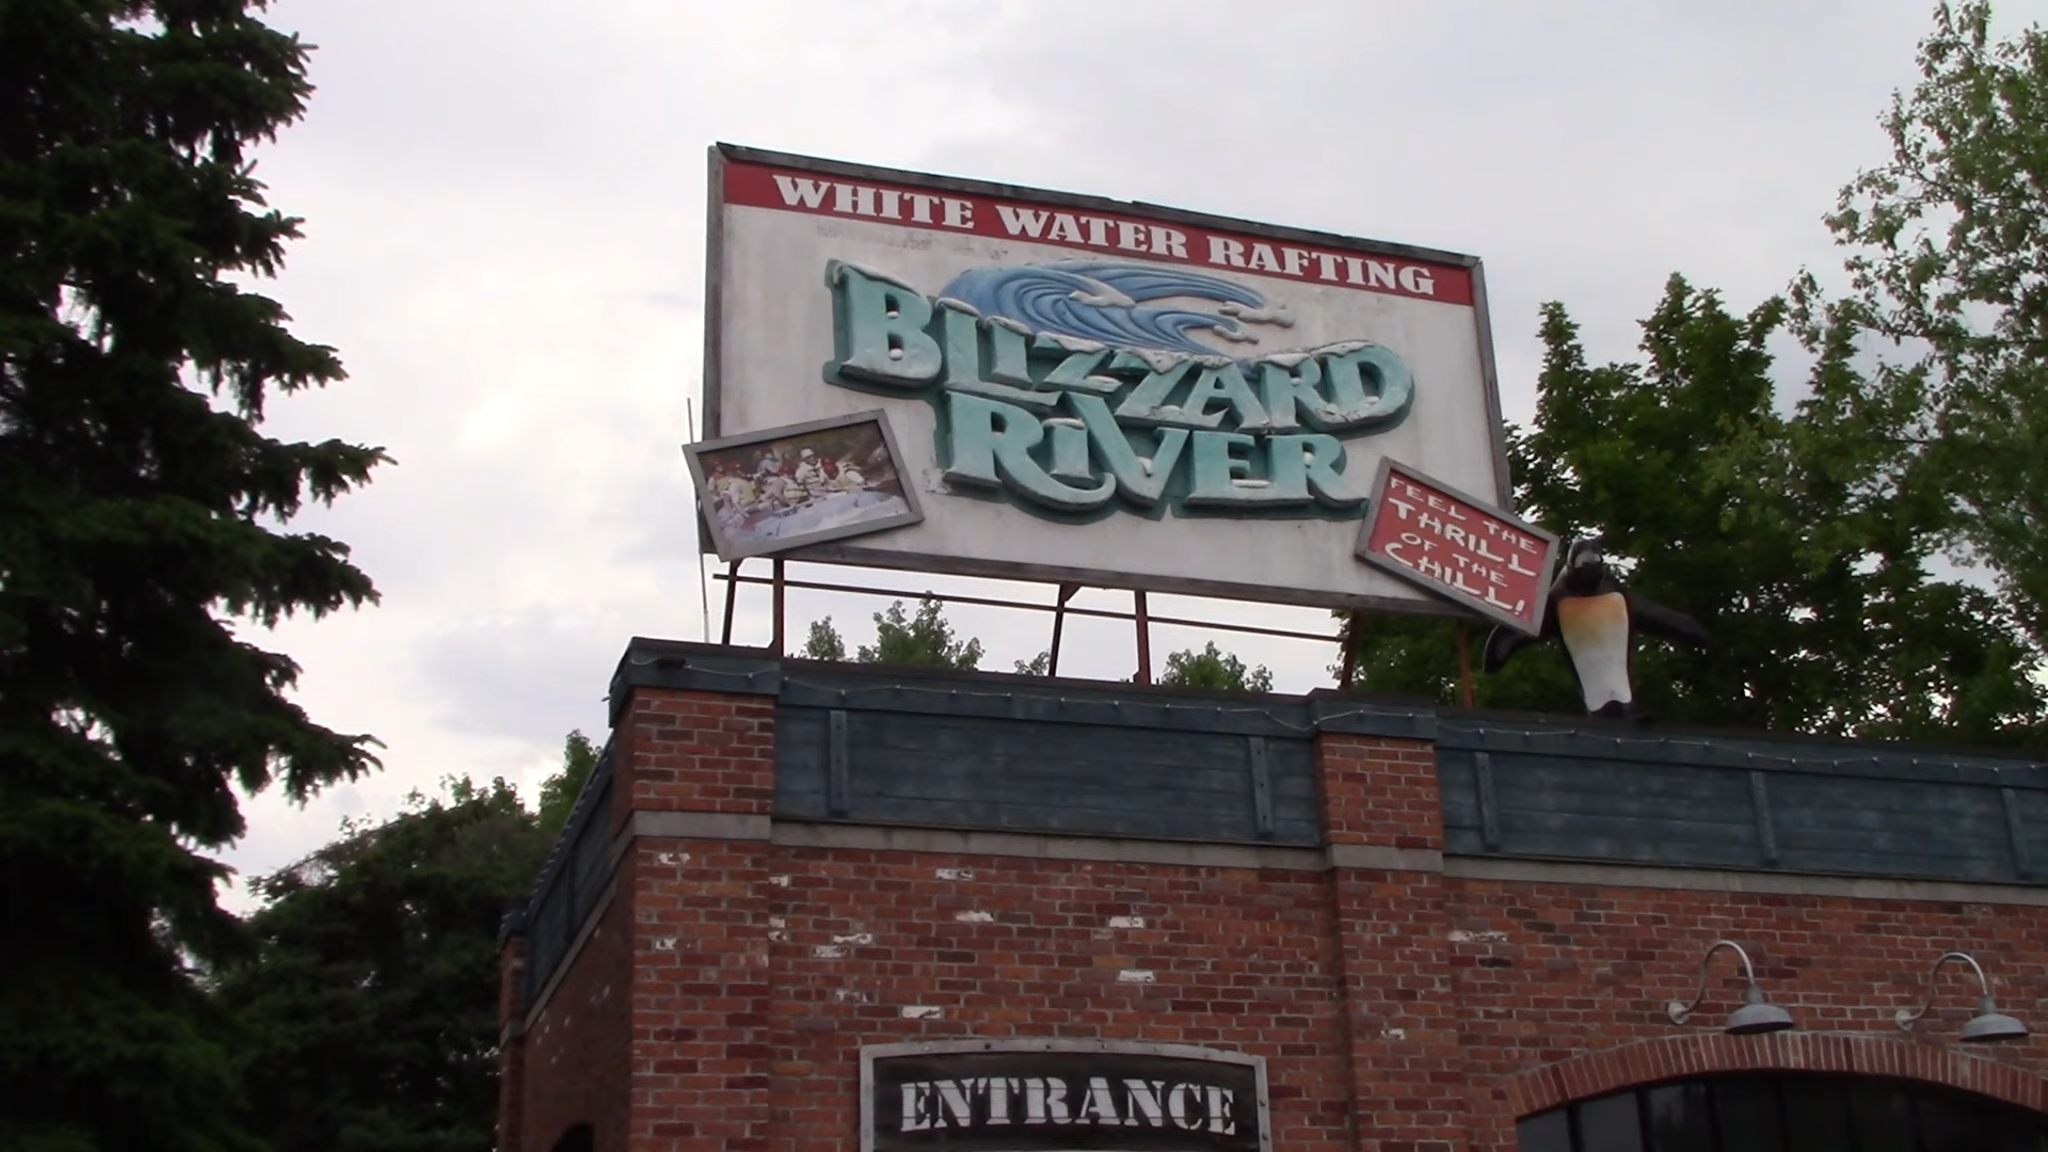 WHITE WATER RAFTING
BLIZZARD
RIVER
FEEL THE
THRILL
OF THE
CHILL!
ENTRANCE